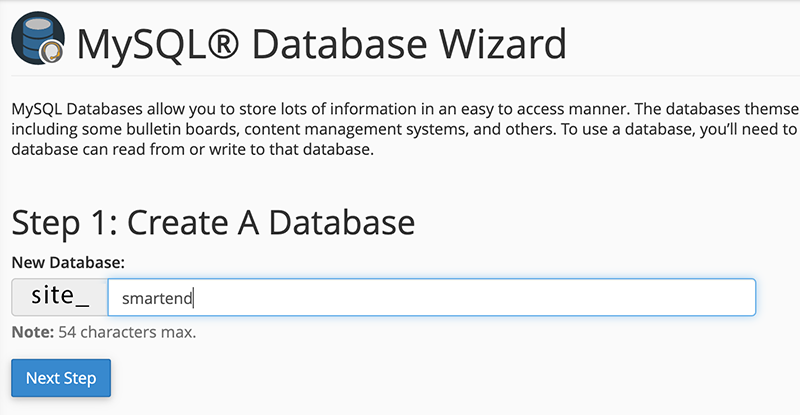 MySQL® Database Wizard
MySQL Databases allow you to store lots of information in an easy to access manner. The databases themse
including some bulletin boards, content management systems, and others. To use a database, you’ll need to
database can read from or write to that database.
Step 1: Create A Database
New Database:
site_ smartend
Note: 54 characters max.
Next Step